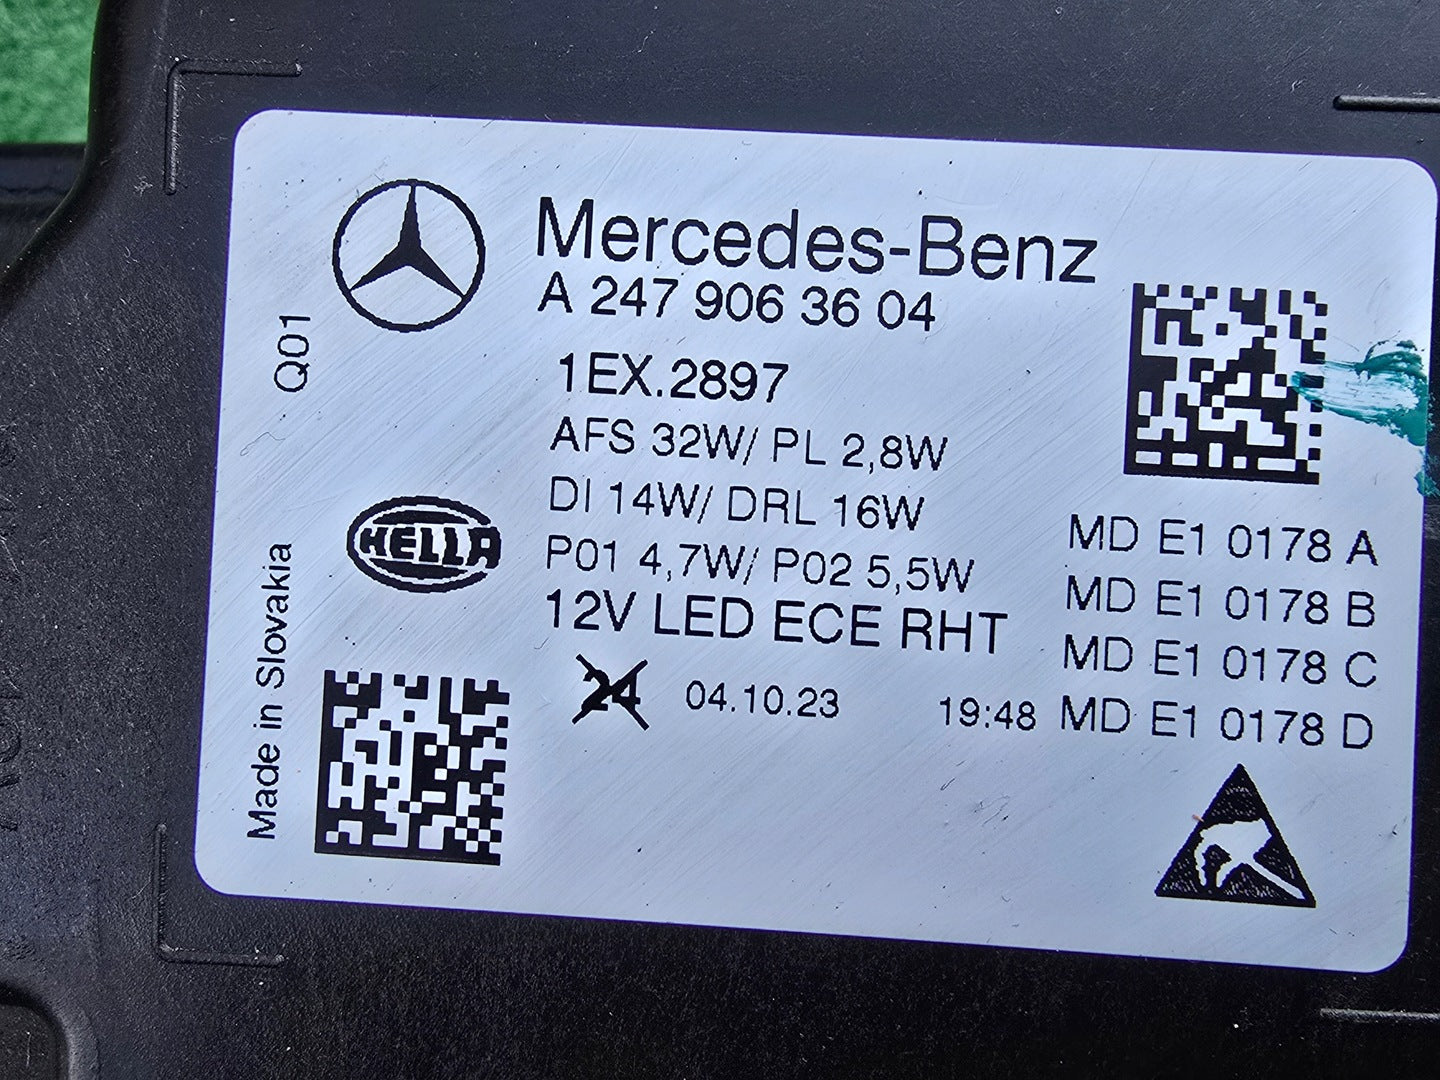 Mercedes-Benz
A 247 906 36 04
Q01
1EX.2897
AFS 32W/ PL 2,8W
DI 14W/ DRL 16W
HELLA
P01 4,7W/ P02 5,5W
12V LED ECE RHT
MD E1 0178 A
MD E1 0178 B
MD E1 0178 C
MD E1 0178 D
Made in Slovakia
24 04.10.23 19:48